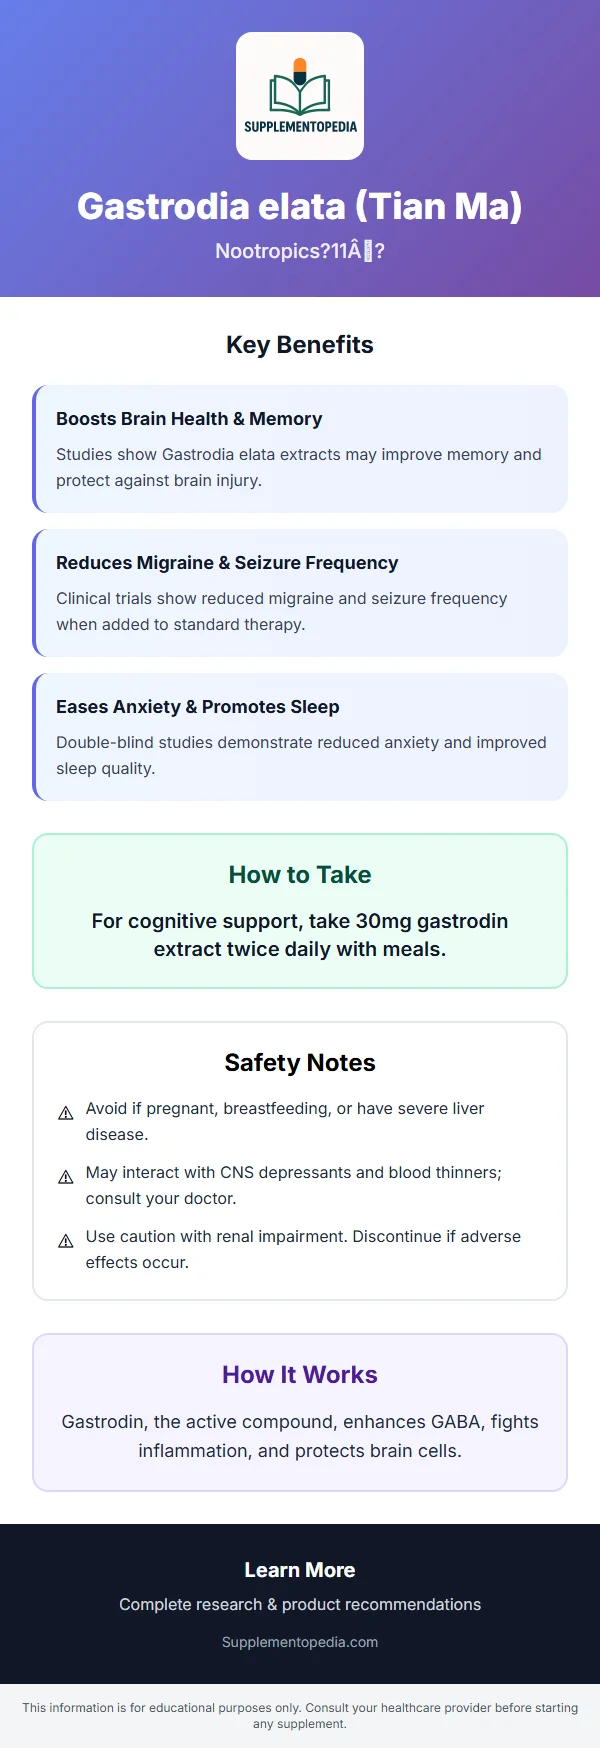 SUPPLEMENTOPEDIA
Gastrodia elata (Tian Ma)
Nootropics?11Â?
Key Benefits
Boosts Brain Health & Memory
Studies show Gastrodia elata extracts may improve memory and
protect against brain injury.
Reduces Migraine & Seizure Frequency
Clinical trials show reduced migraine and seizure frequency
when added to standard therapy.
Eases Anxiety & Promotes Sleep
Double-blind studies demonstrate reduced anxiety and improved
sleep quality.
How to Take
For cognitive support, take 30mg gastrodin
extract twice daily with meals.
Safety Notes
⚠ Avoid if pregnant, breastfeeding, or have severe liver
disease.
⚠ May interact with CNS depressants and blood thinners;
consult your doctor.
⚠ Use caution with renal impairment. Discontinue if adverse
effects occur.
How It Works
Gastrodin, the active compound, enhances GABA, fights
inflammation, and protects brain cells.
Learn More
Complete research & product recommendations
Supplementopedia.com
This information is for educational purposes only. Consult your healthcare provider before starting
any supplement.